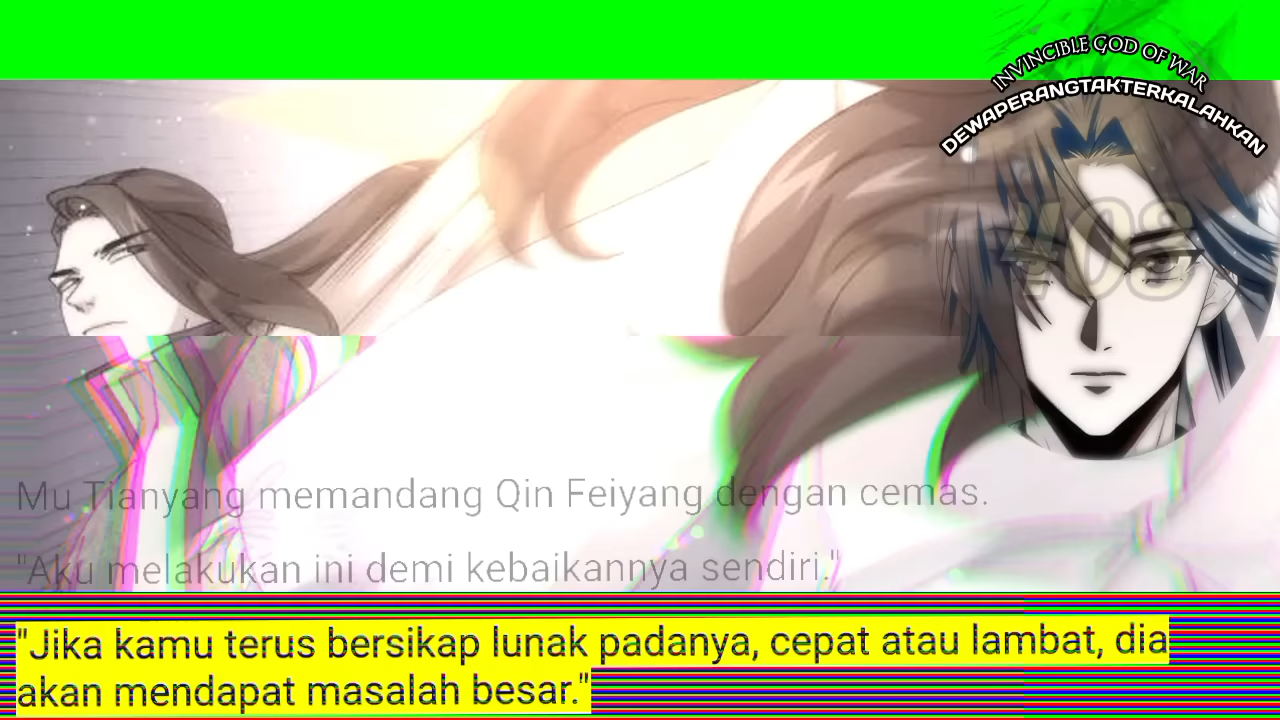 INVINCIBLE GOD OF WAR
DEWAPERANGTAKTERKALAHKAN
408
Mu Tianyang memandang Qin Feiyang dengan cemas.
"Aku melakukan ini demi kebaikannya sendiri."
"Jika kamu terus bersikap lunak padanya, cepat atau lambat, dia
akan mendapat masalah besar."